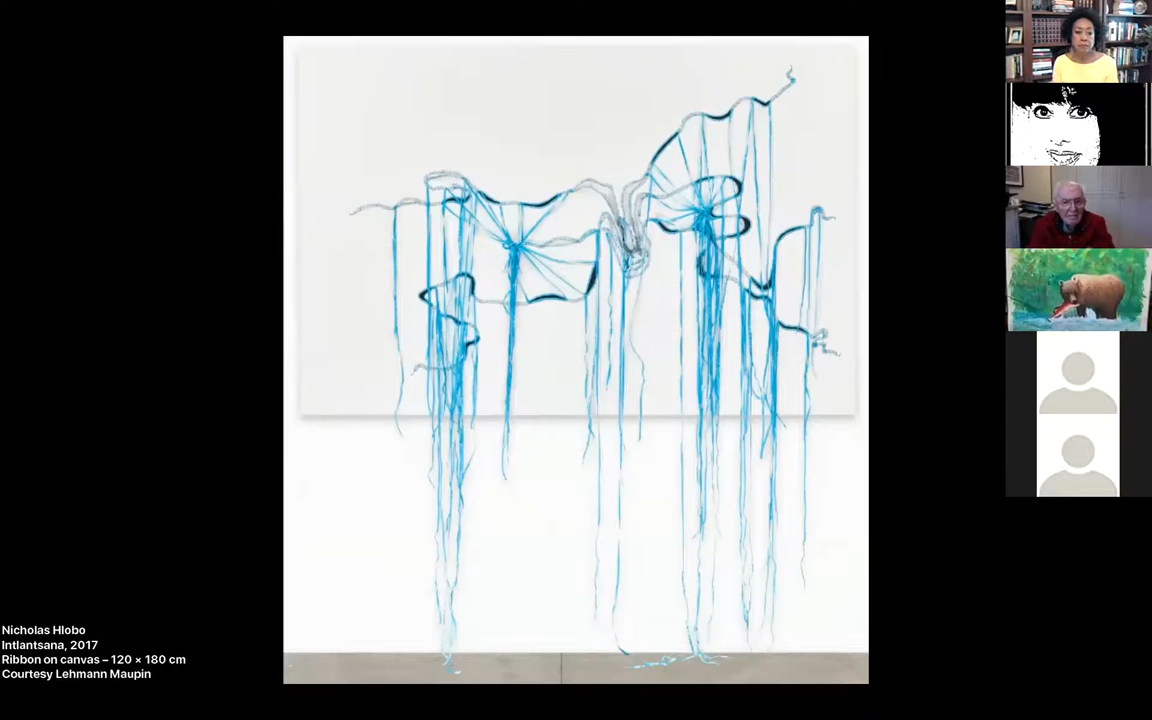 Nicholas Hlobo
Intlantsana, 2017
Ribbon on canvas – 120 × 180 cm
Courtesy Lehmann Maupin